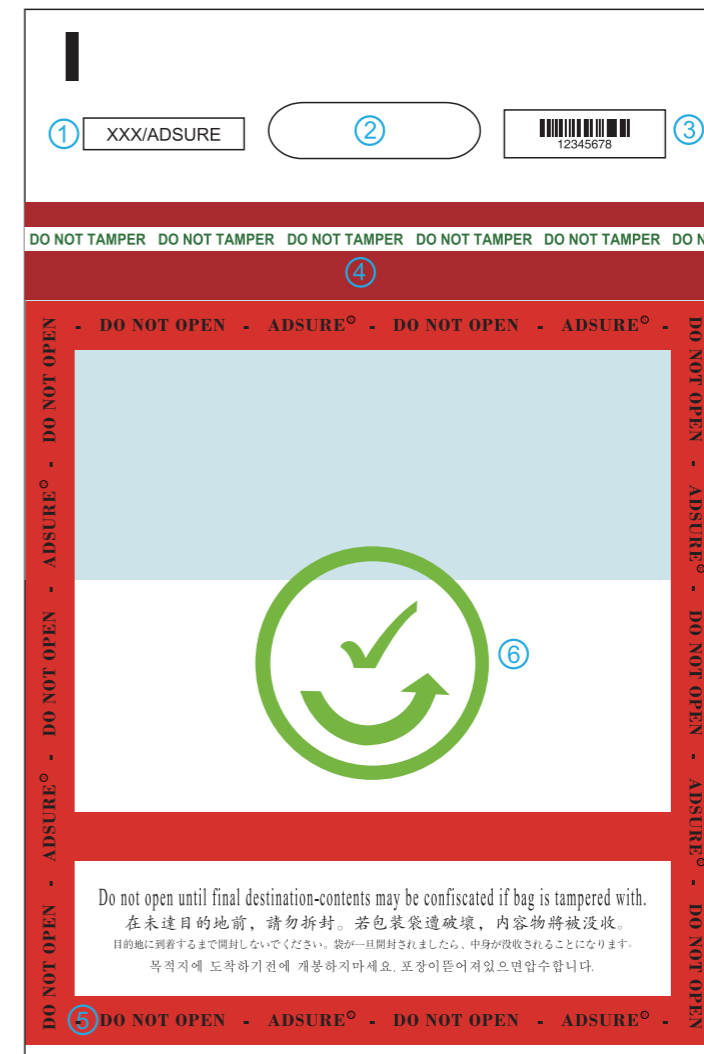 ① XXX/ADSURE ② 12345678 ③
DO NOT TAMPER DO NOT TAMPER DO NOT TAMPER DO NOT TAMPER DO NOT TAMPER DO N
④
- DO NOT OPEN - ADSURE® - DO NOT OPEN - ADSURE® -
DO NOT OPEN - ADSURE® - DO NOT OPEN - ADSURE® - DO NOT OPEN
DO NOT OPEN - ADSURE® - DO NOT OPEN - ADSURE® - DO NOT OPEN
⑥
Do not open until final destination-contents may be confiscated if bag is tampered with.
在未達目的地前，請勿拆封。若包裝袋遭破壞，內容物將被沒收。
目的地に到着するまで開封しないでください。袋が一旦開封されましたら、中身が没収されることになります。
목적지에 도착하기전에 개봉하지마세요. 포장이뜯어져있으면압수합니다.
⑤ - DO NOT OPEN - ADSURE® - DO NOT OPEN - ADSURE® -